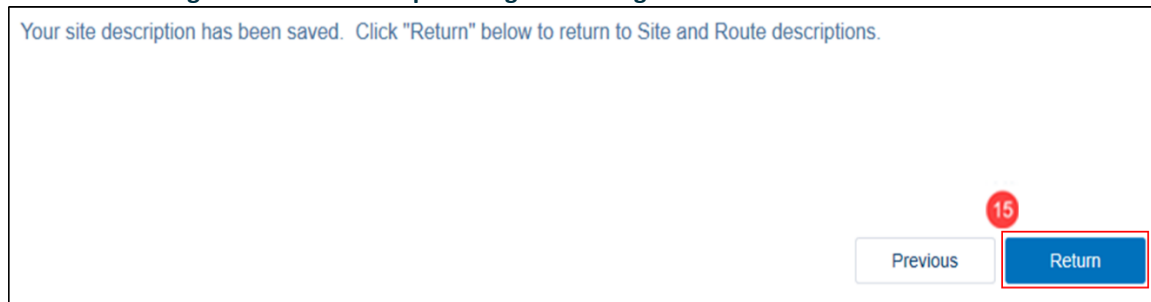 Your site description has been saved. Click "Return" below to return to Site and Route descriptions.
15
Previous
Return